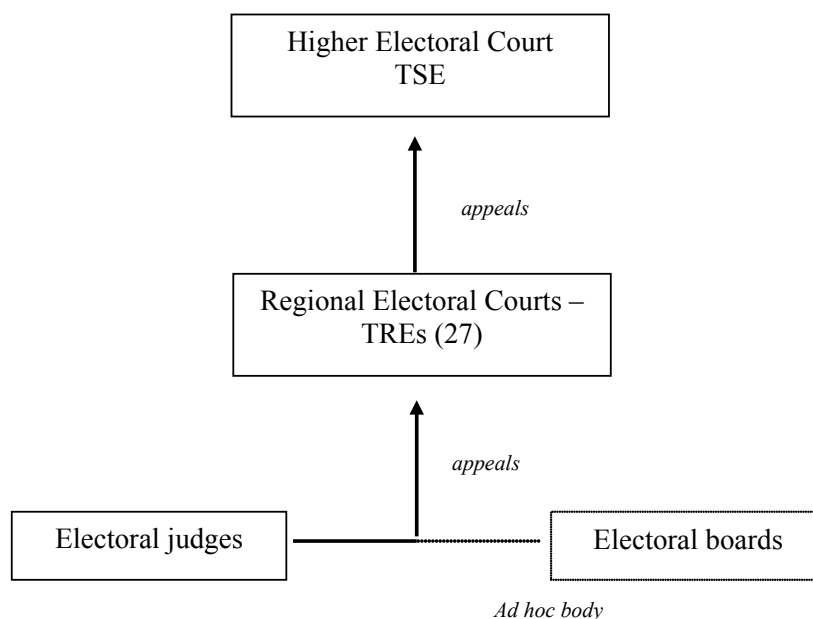 Higher Electoral Court
TSE
appeals
Regional Electoral Courts –
TREs (27)
appeals
Electoral judges
Electoral boards
Ad hoc body